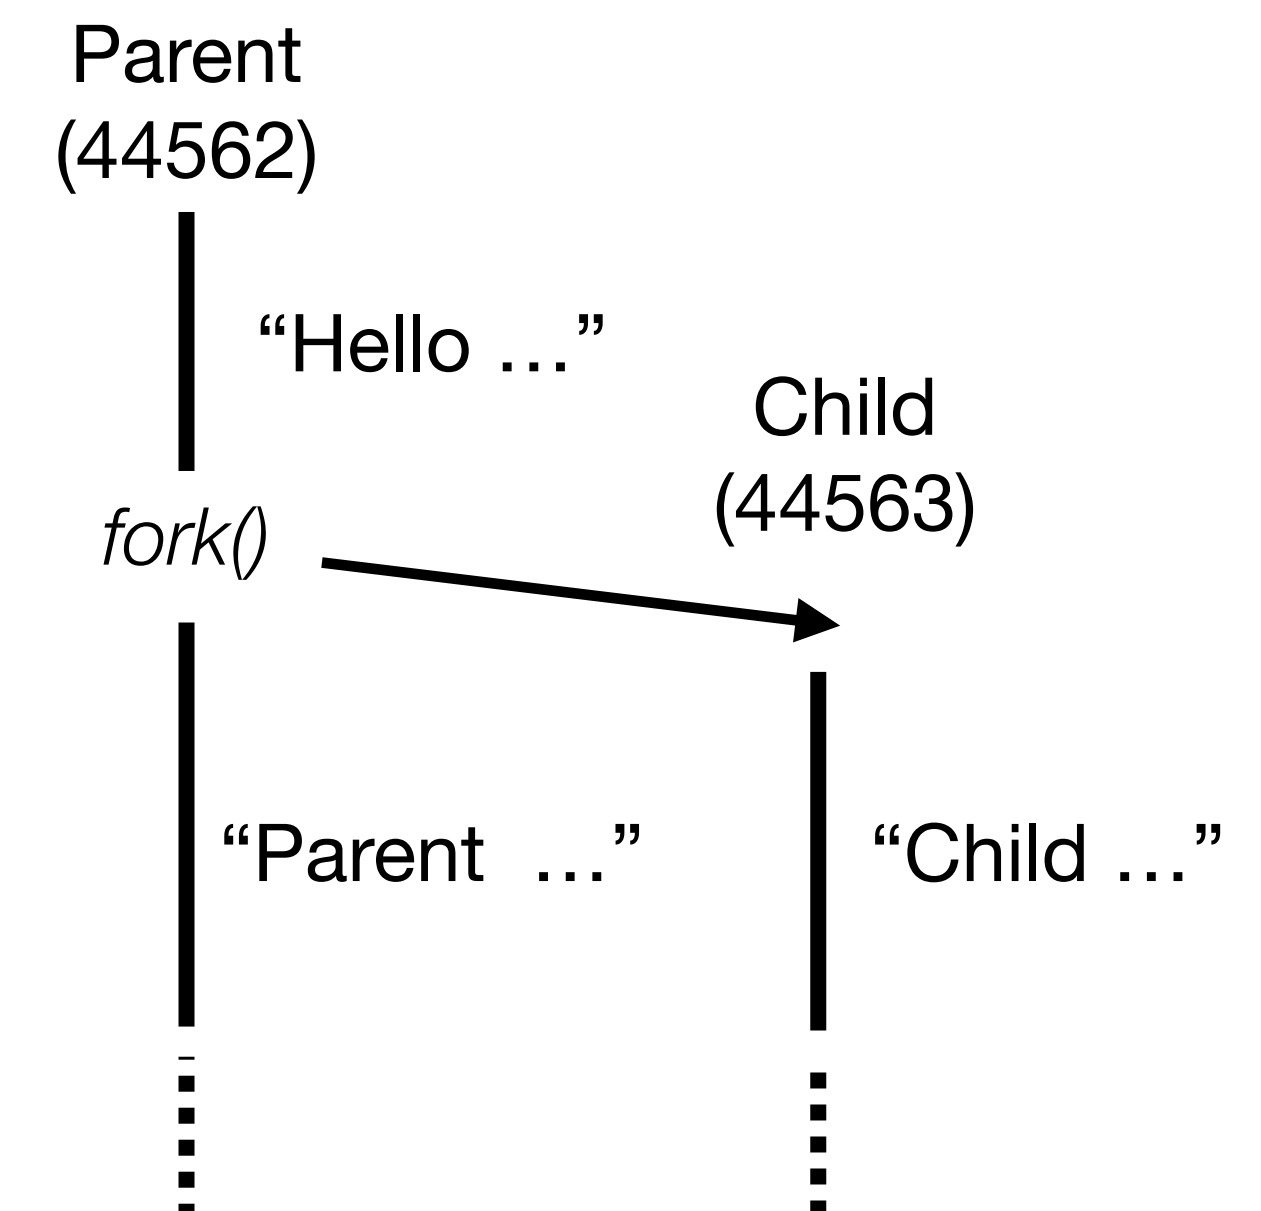 Parent
(44562)
“Hello …”
Child
(44563)
fork()
“Parent  …”
“Child …”